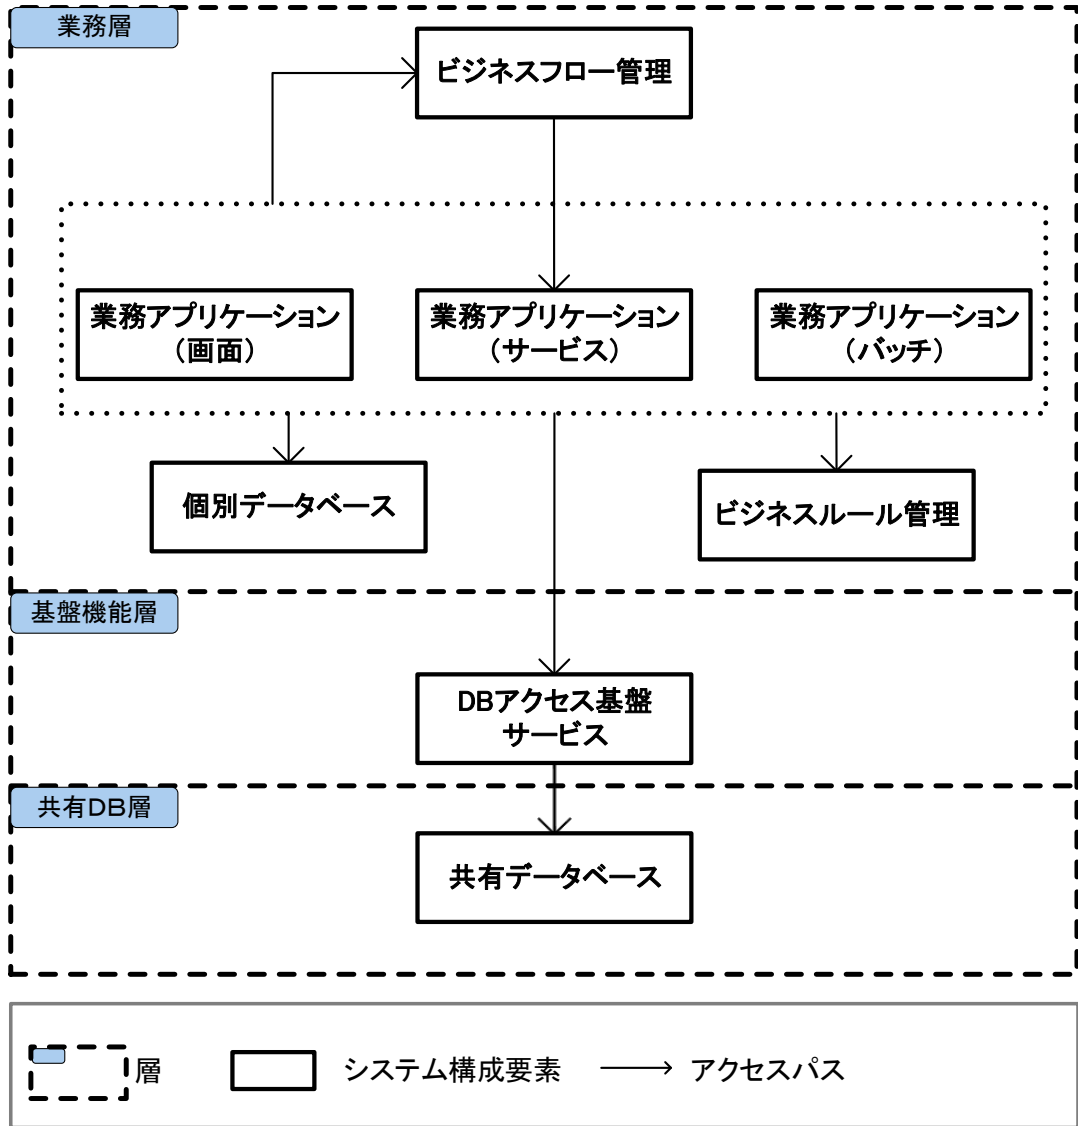 業務層
ビジネスフロー管理
業務アプリケーション
（画面）
業務アプリケーション
（サービス）
業務アプリケーション
（バッチ）
個別データベース
ビジネスルール管理
基盤機能層
DBアクセス基盤
サービス
共有ＤＢ層
共有データベース
層
システム構成要素
アクセスパス